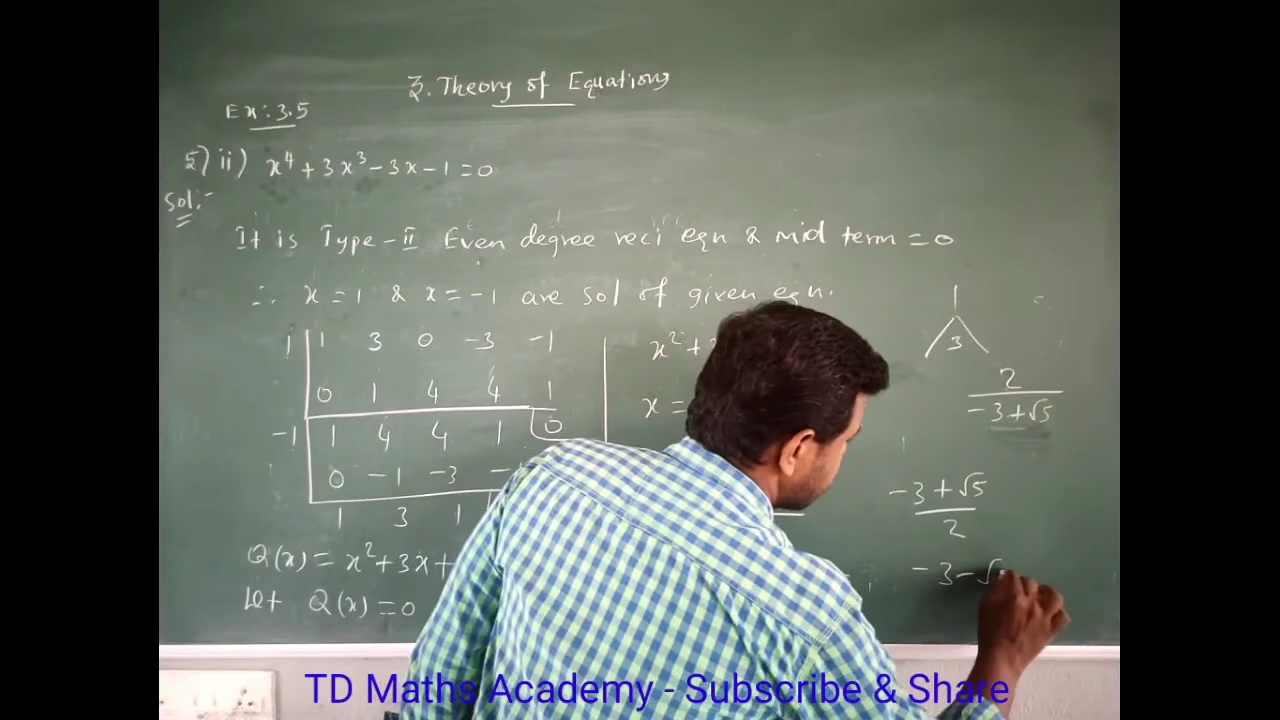 3. Theory of Equations
Ex: 3.5
5) ii) x⁴ + 3x³ - 3x - 1 = 0
Sol:-
It is Type - II Even degree reci eqn & mid term = 0
∴ x = 1 & x = -1 are sol of given eqn.
1 | 1 3 0 -3 -1
0 1 4 4 1
-1 | 1 4 4 1 0
0 -1 -3 -
1 3 1
Q(x) = x² + 3x +
Let Q(x) = 0
x² +
x =
1
3
2
-3+√5
-3+√5
2
-3-√
TD Maths Academy - Subscribe & Share